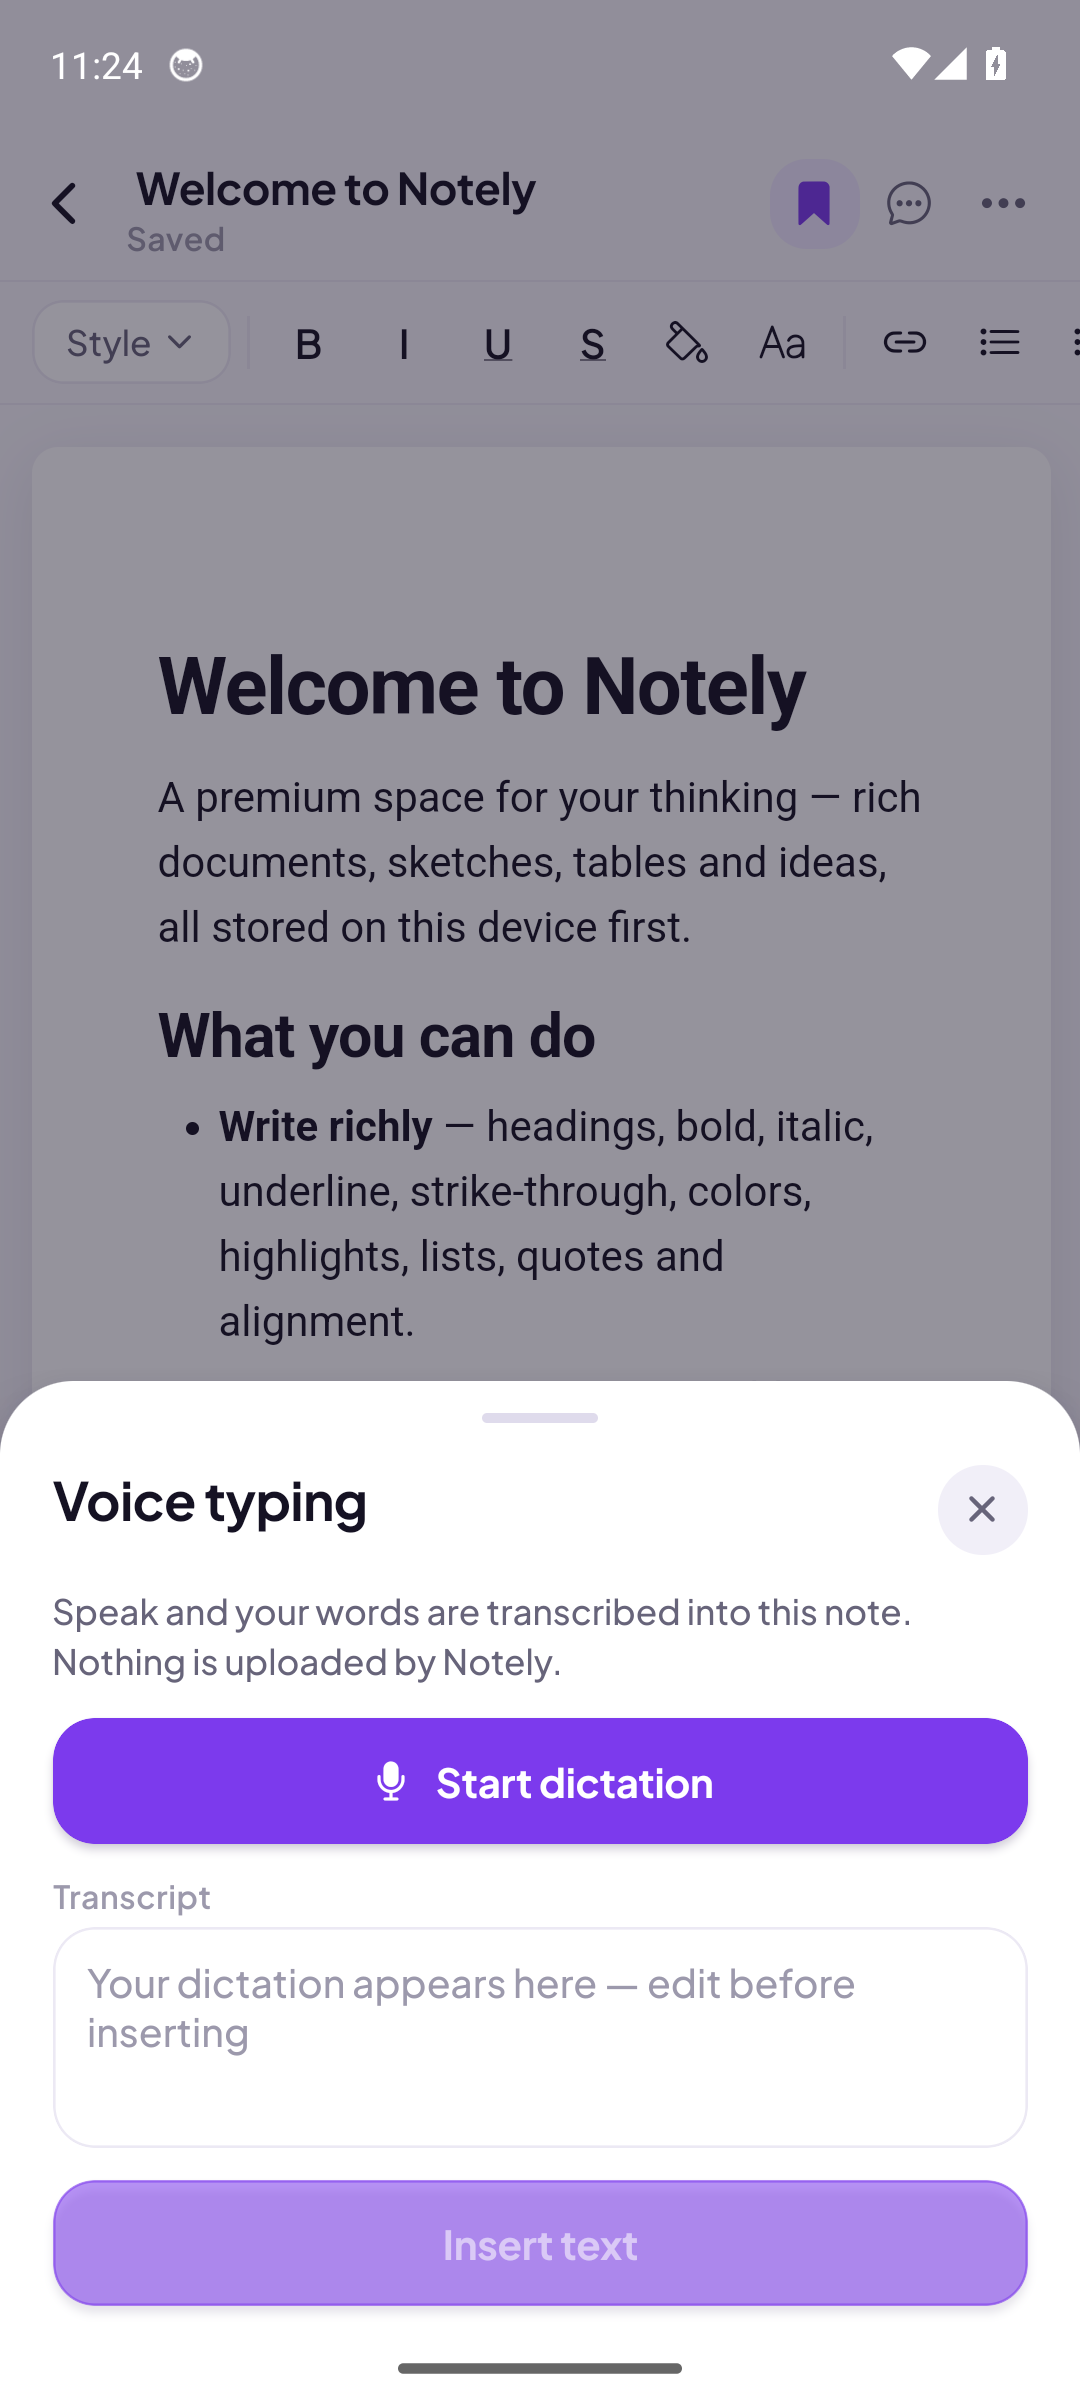 11:24
Welcome to Notely
Saved
Style
B I U S Aa
Welcome to Notely
A premium space for your thinking — rich
documents, sketches, tables and ideas,
all stored on this device first.
What you can do
• Write richly — headings, bold, italic,
underline, strike-through, colors,
highlights, lists, quotes and
alignment.
Voice typing
Speak and your words are transcribed into this note.
Nothing is uploaded by Notely.
Start dictation
Transcript
Your dictation appears here — edit before
inserting
Insert text